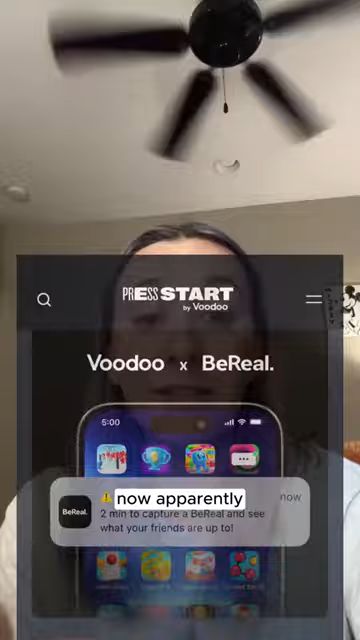 PRESS START
by Voodoo
Voodoo x BeReal.
5:00
BeReal.
now apparently
now
2 min to capture a BeReal and see
what your friends are up to!